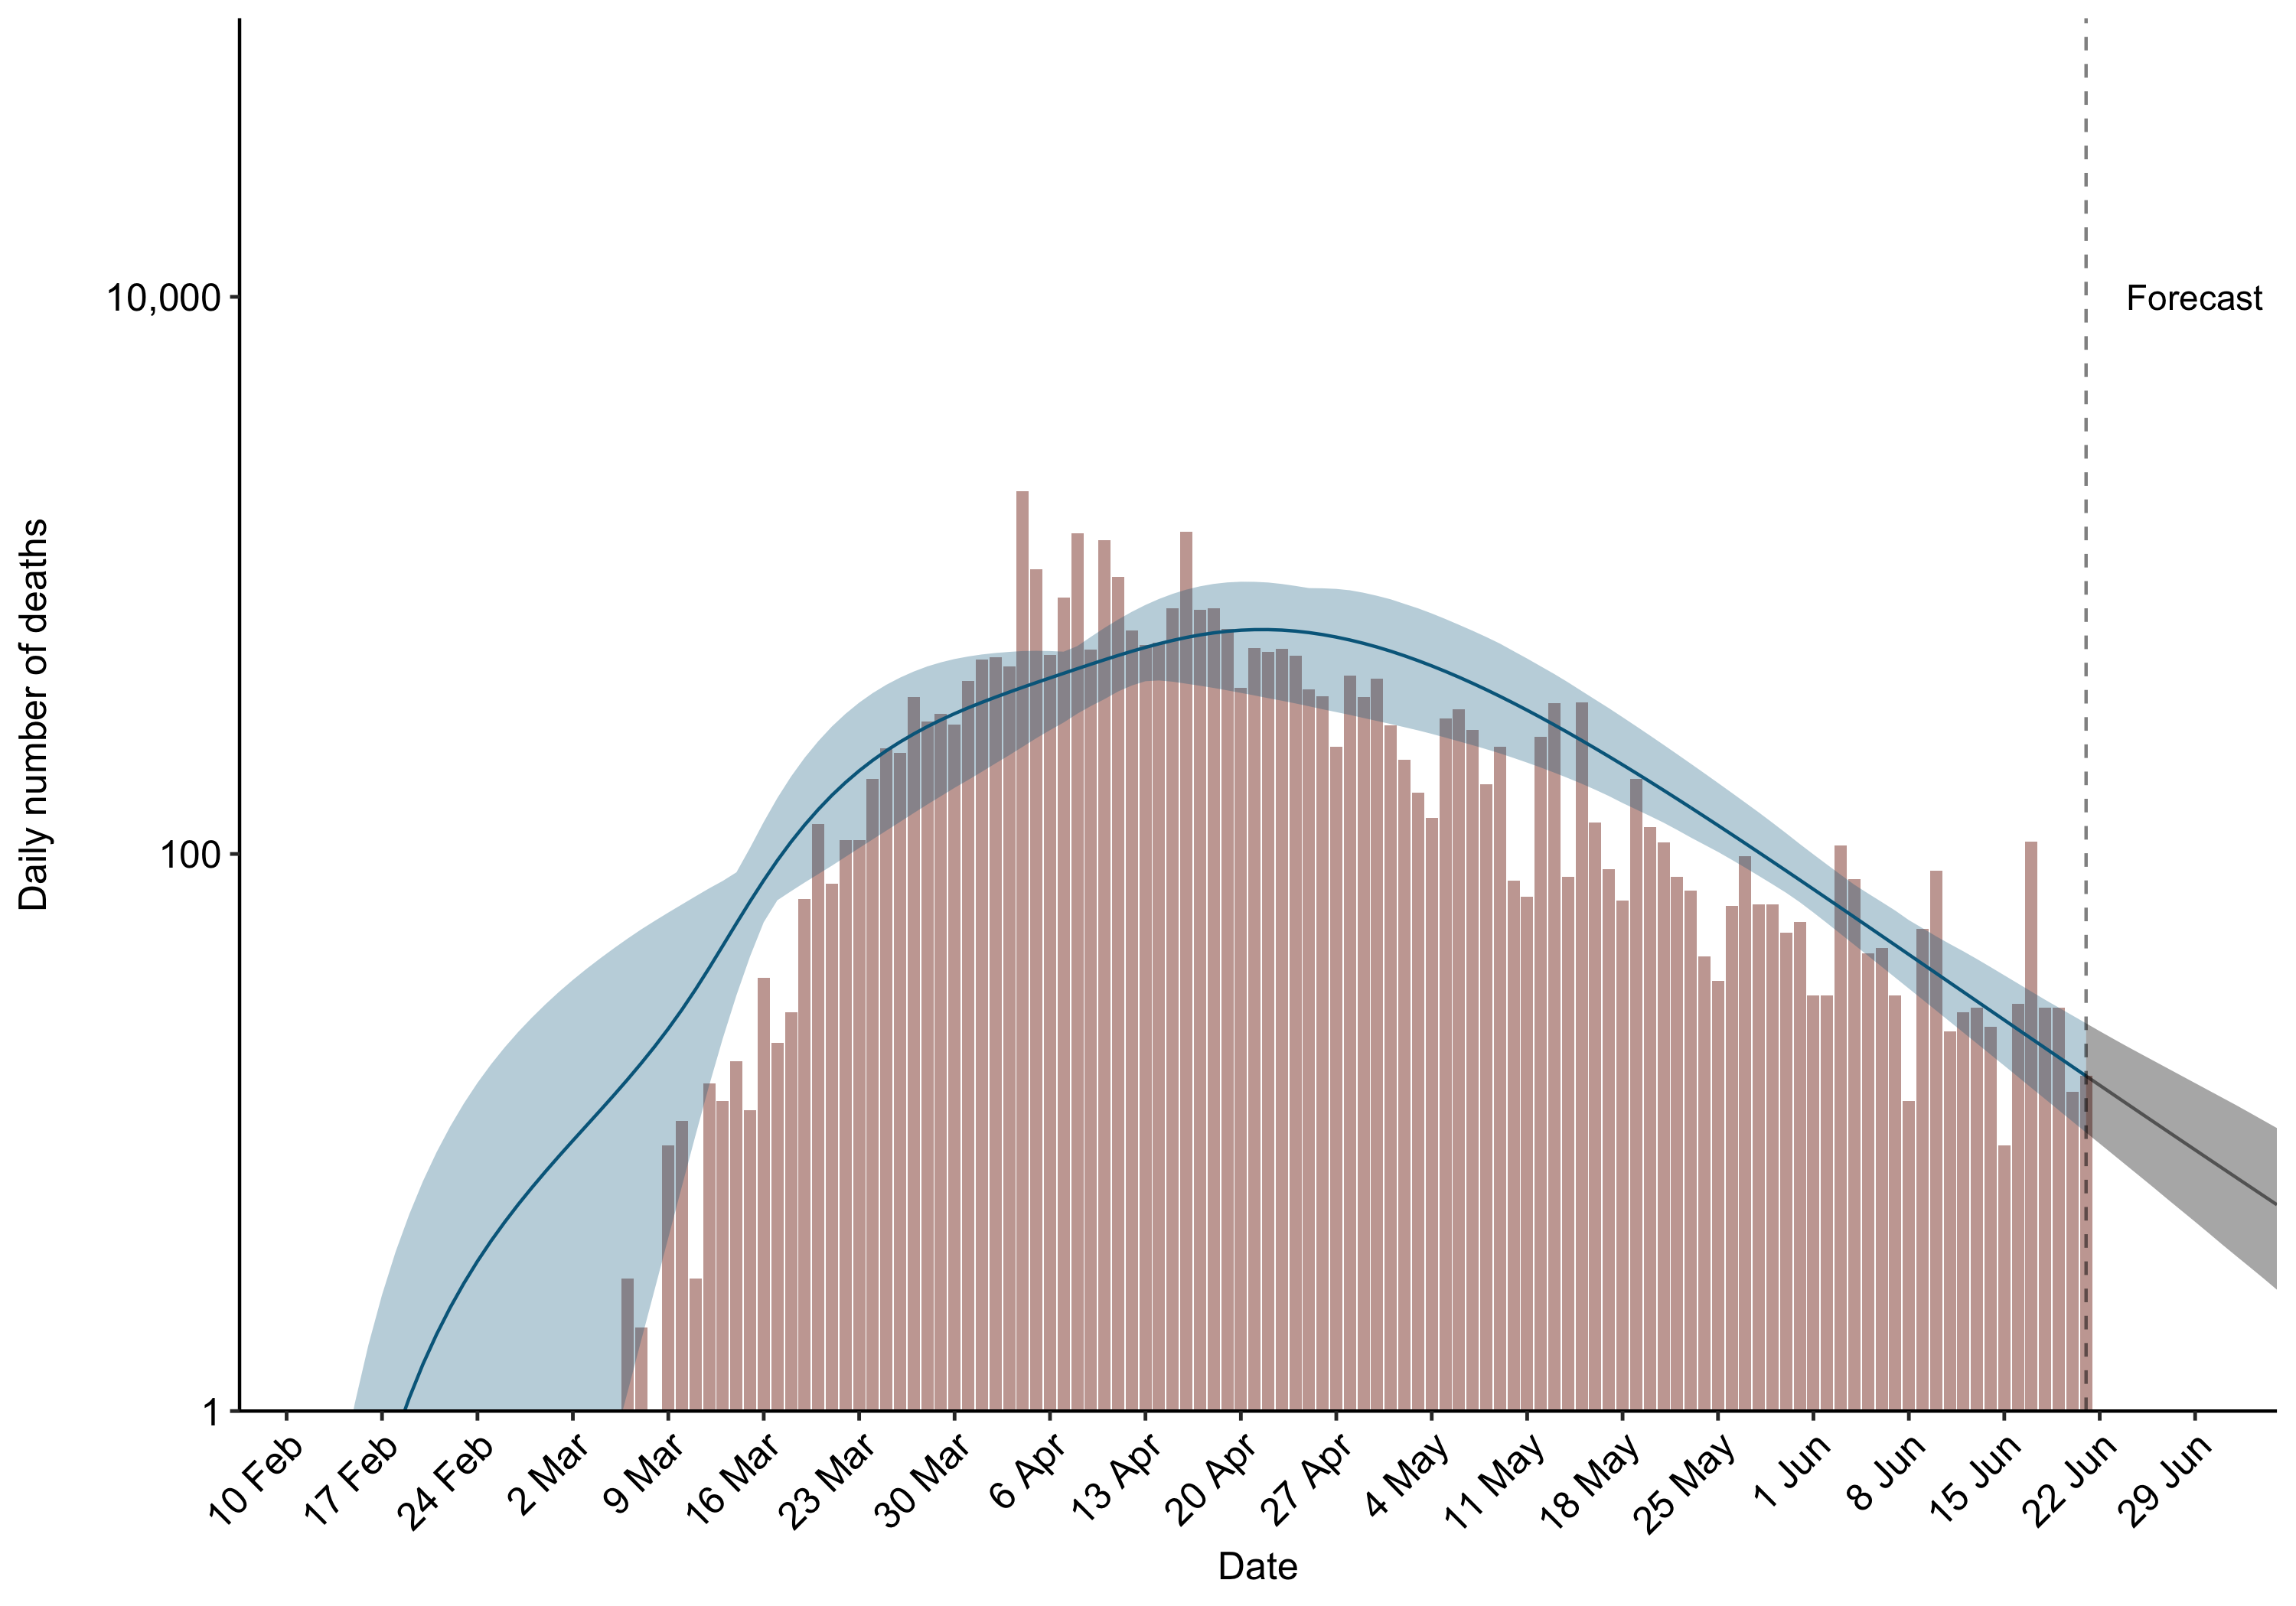 Daily number of deaths
10,000
100
1
Forecast
10 Feb
17 Feb
24 Feb
2 Mar
9 Mar
16 Mar
23 Mar
30 Mar
6 Apr
13 Apr
20 Apr
27 Apr
4 May
11 May
18 May
25 May
1 Jun
8 Jun
15 Jun
22 Jun
29 Jun
Date